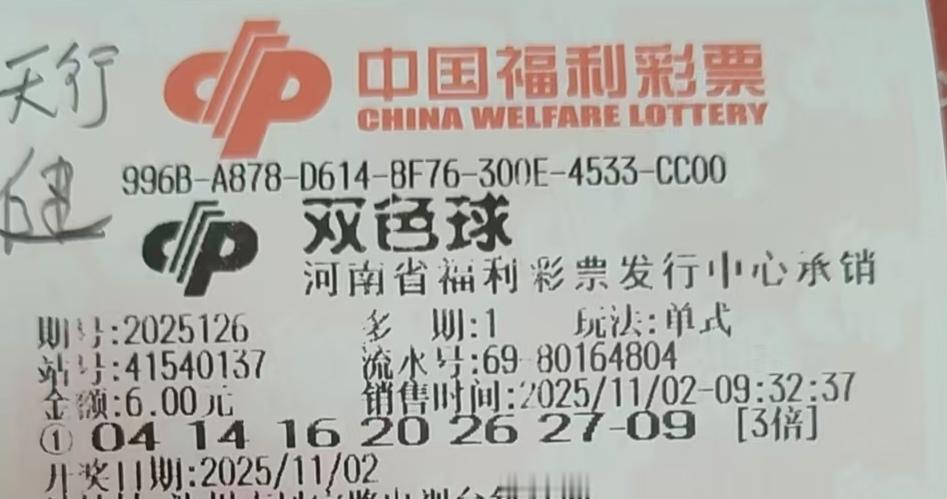 天行
健
中国福利彩票
CHINA WELFARE LOTTERY
996B-A878-D614-8F76-300E-4533-CC00
双色球
河南省福利彩票发行中心承销
期号:2025126 多 期:1 玩法:单式
站号:41540137 流水号:69-80164804
金额:6.00元 销售时间:2025/11/02-09:32:37
① 04 14 16 20 26 27-09 [3倍]
开奖日期:2025/11/02